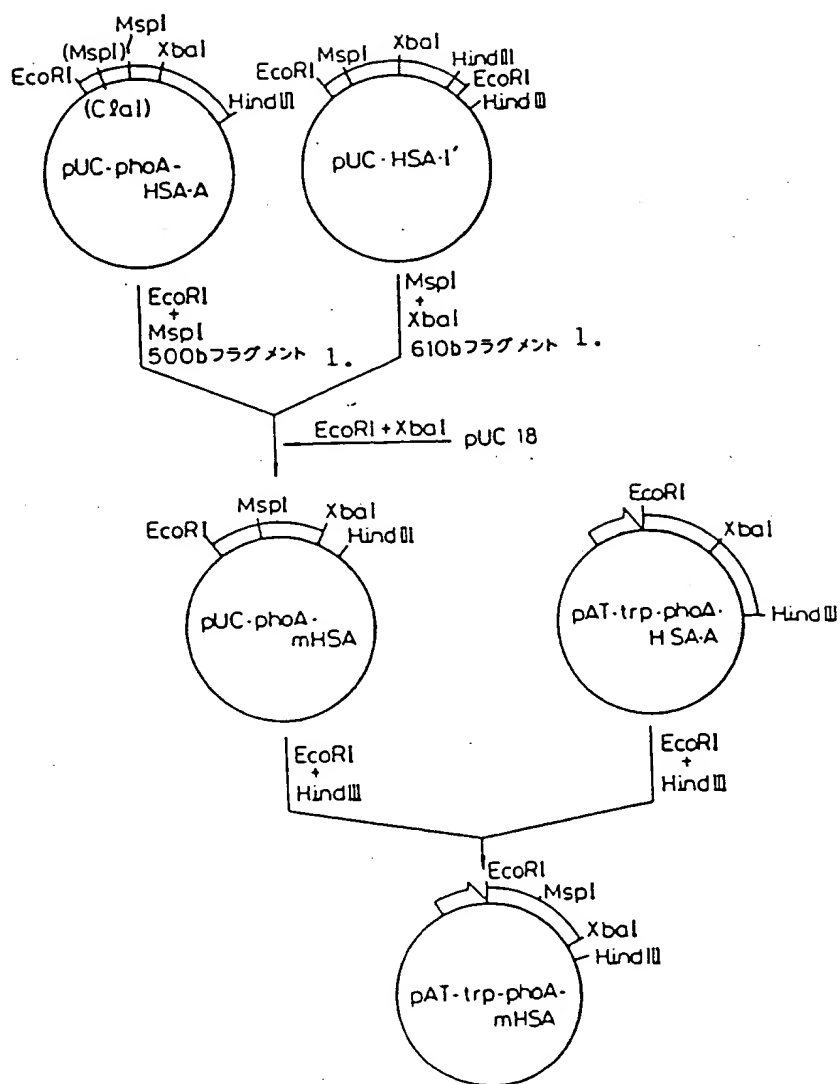 MspI
(MspI)
XbaI
EcoRI
(ClaI)
HindIII
pUC-phoA-
HSA-A
MspI
XbaI
HindIII
EcoRI
EcoRI
HindIII
pUC-HSA-I'
EcoRI
+
MspI
500bフラグメント 1.
MspI
+
XbaI
610bフラグメント 1.
EcoRI+XbaI
pUC 18
EcoRI
MspI
XbaI
HindIII
pUC-phoA-
mHSA
EcoRI
XbaI
HindIII
pAT-trp-phoA-
HSA-A
EcoRI
+
HindIII
EcoRI
+
HindIII
EcoRI
MspI
XbaI
HindIII
pAT-trp-phoA-
mHSA